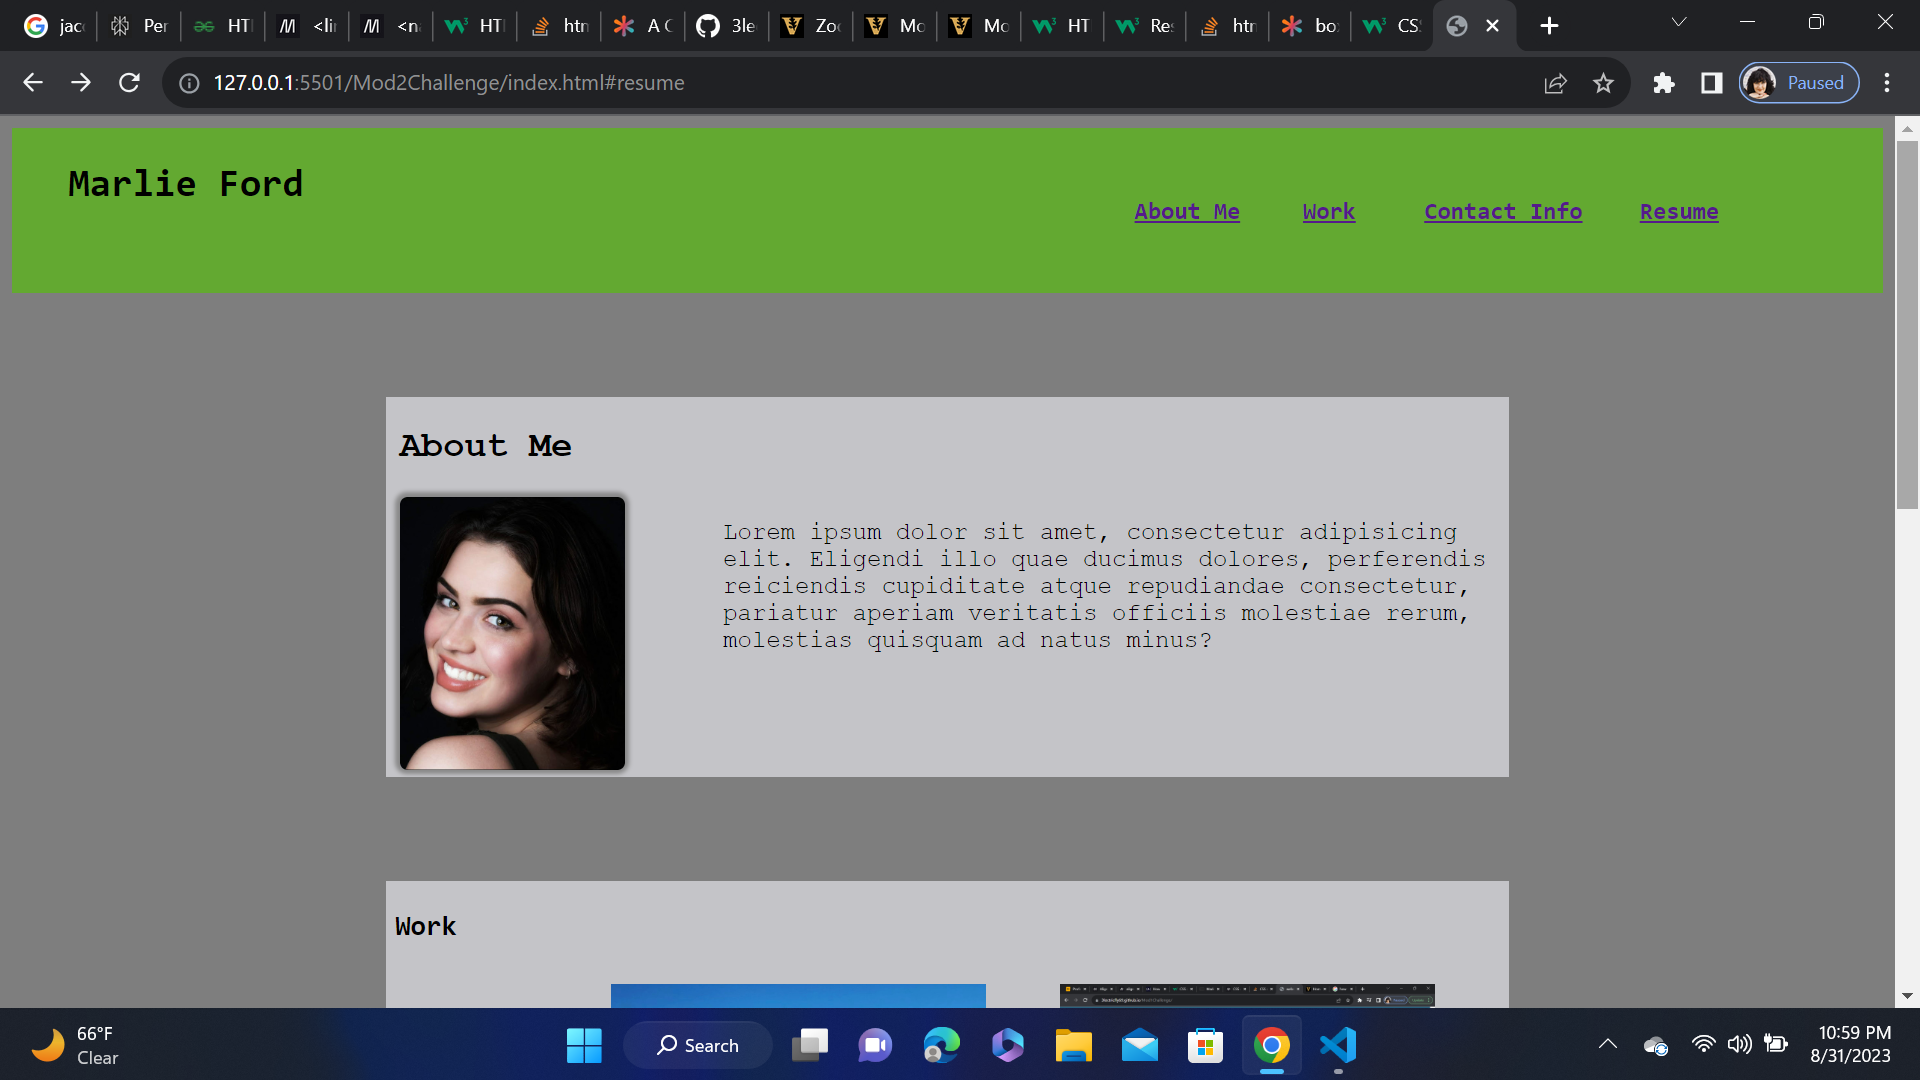 jac
Per
HT
<lin
<n
HT
htn
A C
3le
Zo
Mo
Mo
HT
Re
htn
bo
CS
127.0.0.1:5501/Mod2Challenge/index.html#resume
Paused
Marlie Ford
About Me Work Contact Info Resume
About Me
Lorem ipsum dolor sit amet, consectetur adipisicing
elit. Eligendi illo quae ducimus dolores, perferendis
reiciendis cupiditate atque repudiandae consectetur,
pariatur aperiam veritatis officiis molestiae rerum,
molestias quisquam ad natus minus?
Work
66°F
Clear
Search
10:59 PM
8/31/2023